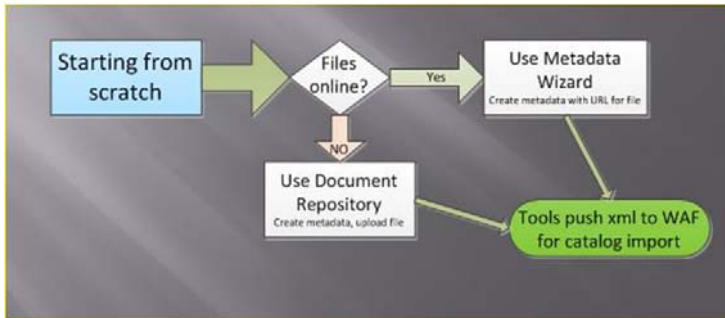 Starting from
scratch
Files
online?
Yes
Use Metadata
Wizard
Create metadata with URL for file
NO
Use Document
Repository
Create metadata, upload file
Tools push xml to WAF
for catalog import